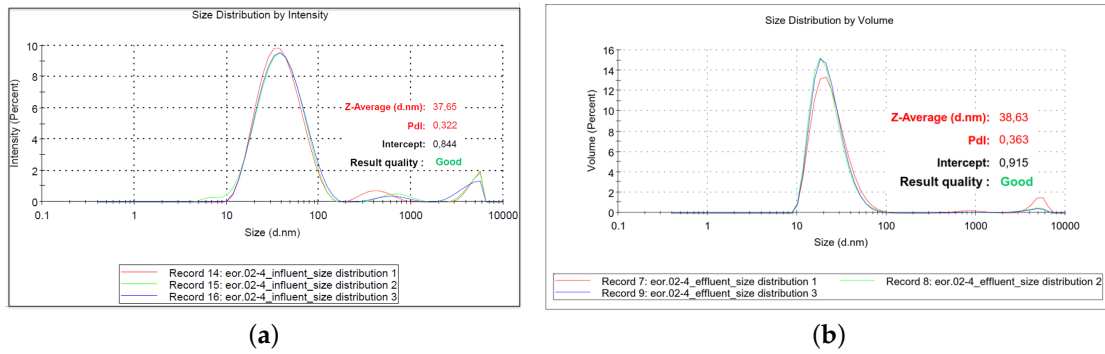 Size Distribution by Intensity
10
8
6
4
2
0
0.1
1
10
100
1000
10000
Intensity (Percent)
Size (d.nm)
Z-Average (d.nm): 37,65
PdI: 0,322
Intercept: 0,844
Result quality : Good
Record 14: eor.02-4_influent_size distribution 1
Record 15: eor.02-4_influent_size distribution 2
Record 16: eor.02-4_influent_size distribution 3
(a)
Size Distribution by Volume
16
14
12
10
8
6
4
2
0
0.1
1
10
100
1000
10000
Volume (Percent)
Size (d.nm)
Z-Average (d.nm): 38,63
PdI: 0,363
Intercept: 0,915
Result quality : Good
Record 7: eor.02-4_effluent_size distribution 1
Record 8: eor.02-4_effluent_size distribution 2
Record 9: eor.02-4_effluent_size distribution 3
(b)